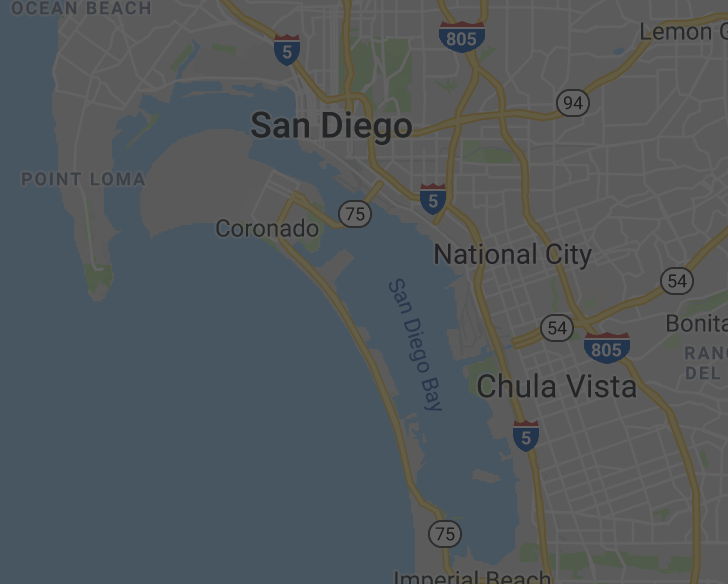 OCEAN BEACH
5
805
Lemon G
94
San Diego
POINT LOMA
5
75
Coronado
National City
54
San Diego Bay
54
Bonita
805
RANC
DEL
Chula Vista
5
75
Imperial Beach